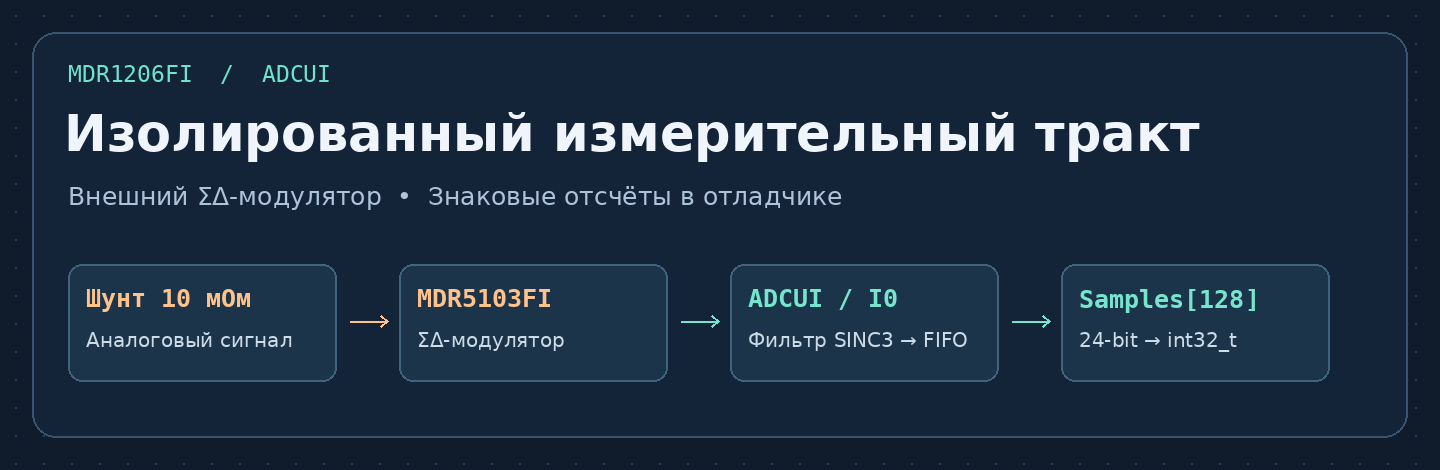 MDR1206FI / ADCUI
Изолированный измерительный тракт
Внешний ΣΔ-модулятор • Знаковые отсчёты в отладчике
Шунт 10 мОм
Аналоговый сигнал
MDR5103FI
ΣΔ-модулятор
ADCUI / I0
Фильтр SINC3 → FIFO
Samples[128]
24-bit → int32_t